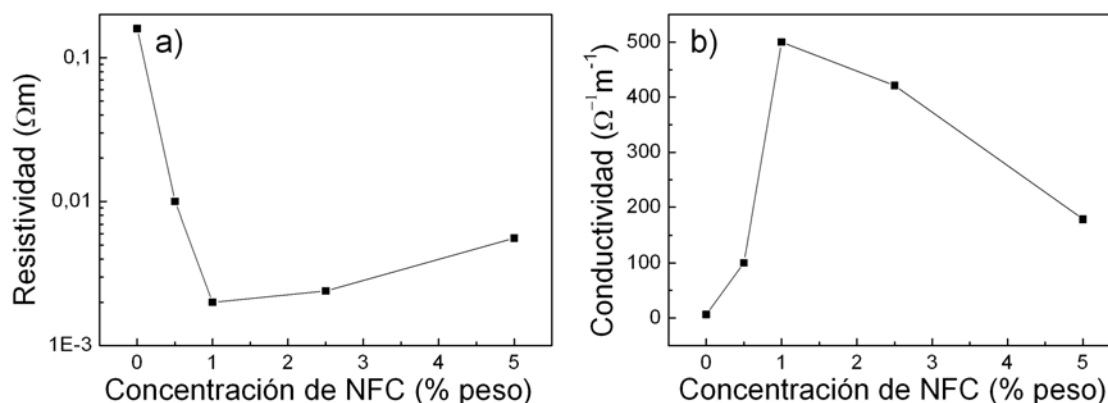 a)
Resistividad (Ωm)
0,1
0,01
1E-3
0 1 2 3 4 5
Concentración de NFC (% peso)
b)
Conductividad (Ω⁻¹m⁻¹)
500
400
300
200
100
0
0 1 2 3 4 5
Concentración de NFC (% peso)